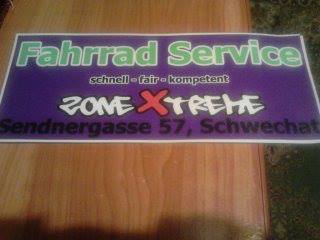 Fahrrad Service
schnell - fair - kompetent
ZONE XTREME
Sendnergasse 57, Schwechat